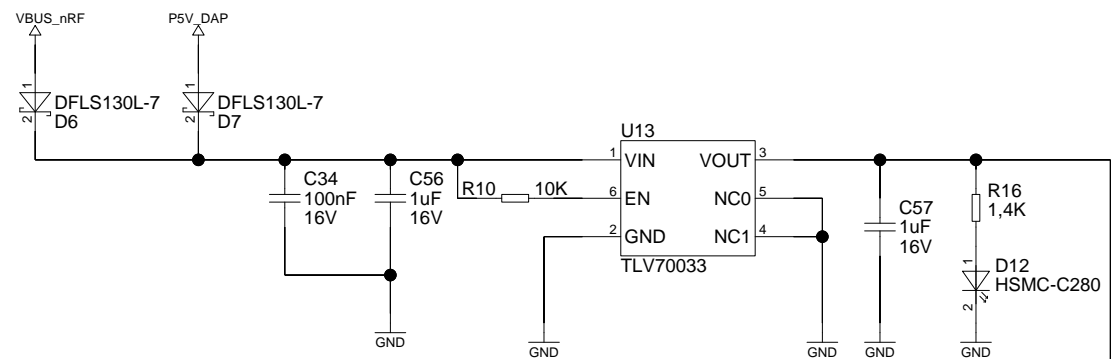 VBUS_nRF
P5V_DAP
1
DFLS130L-7
2
D6
1
DFLS130L-7
2
D7
C34
100nF
16V
C56
1uF
16V
R10
10K
U13
1
VIN
VOUT
3
6
EN
NC0
5
2
GND
NC1
4
TLV70033
C57
1uF
16V
R16
1,4K
1
D12
HSMC-C280
2
GND
GND
GND
GND
GND